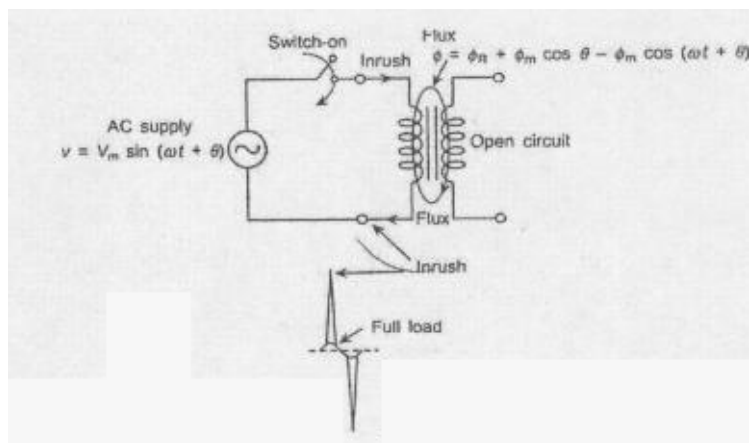 Flux
Switch-on
Inrush
ϕ = ϕR + ϕm cos θ – ϕm cos (ωt + θ)
AC supply
v = Vm sin (ωt + θ)
Open circuit
Flux
Inrush
Full load